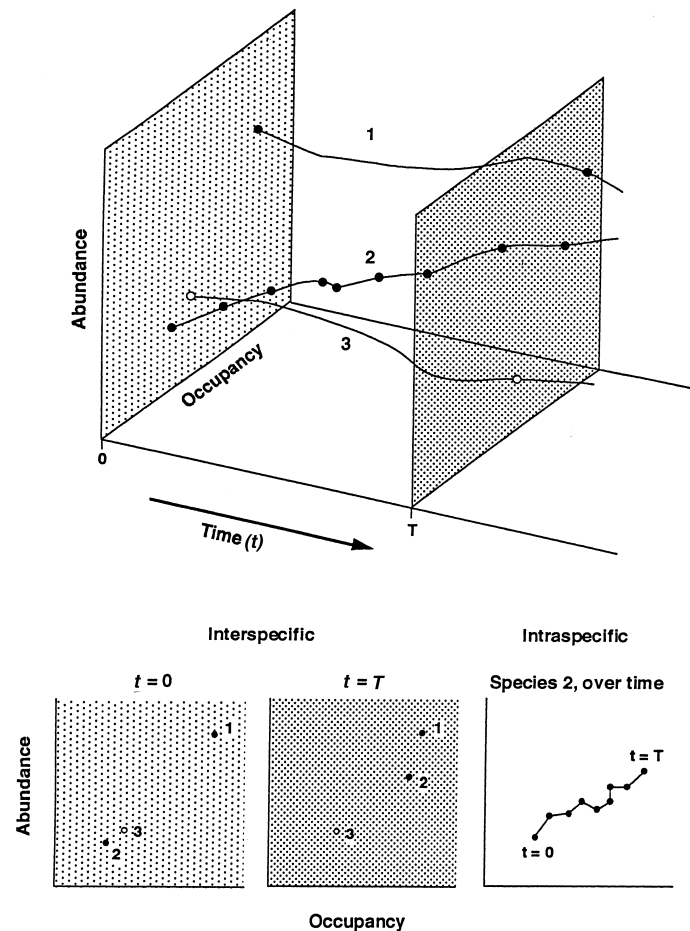 1
Abundance
2
3
Occupancy
0
Time (t)
T
Interspecific
Intraspecific
t = 0
t = T
Species 2, over time
Abundance
1
3
2
1
2
3
t = T
t = 0
Occupancy